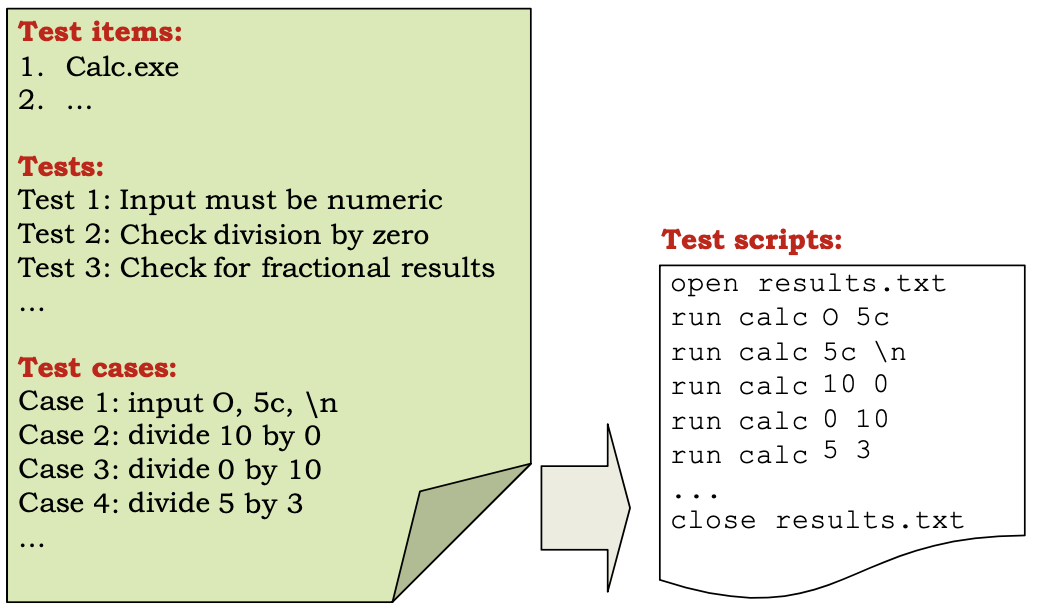 Test items:
1. Calc.exe
2. ...
Tests:
Test 1: Input must be numeric
Test 2: Check division by zero
Test 3: Check for fractional results
...
Test cases:
Case 1: input O, 5c, \n
Case 2: divide 10 by 0
Case 3: divide 0 by 10
Case 4: divide 5 by 3
...
Test scripts:
open results.txt
run calc O 5c
run calc 5c \n
run calc 10 0
run calc 0 10
run calc 5 3
...
close results.txt